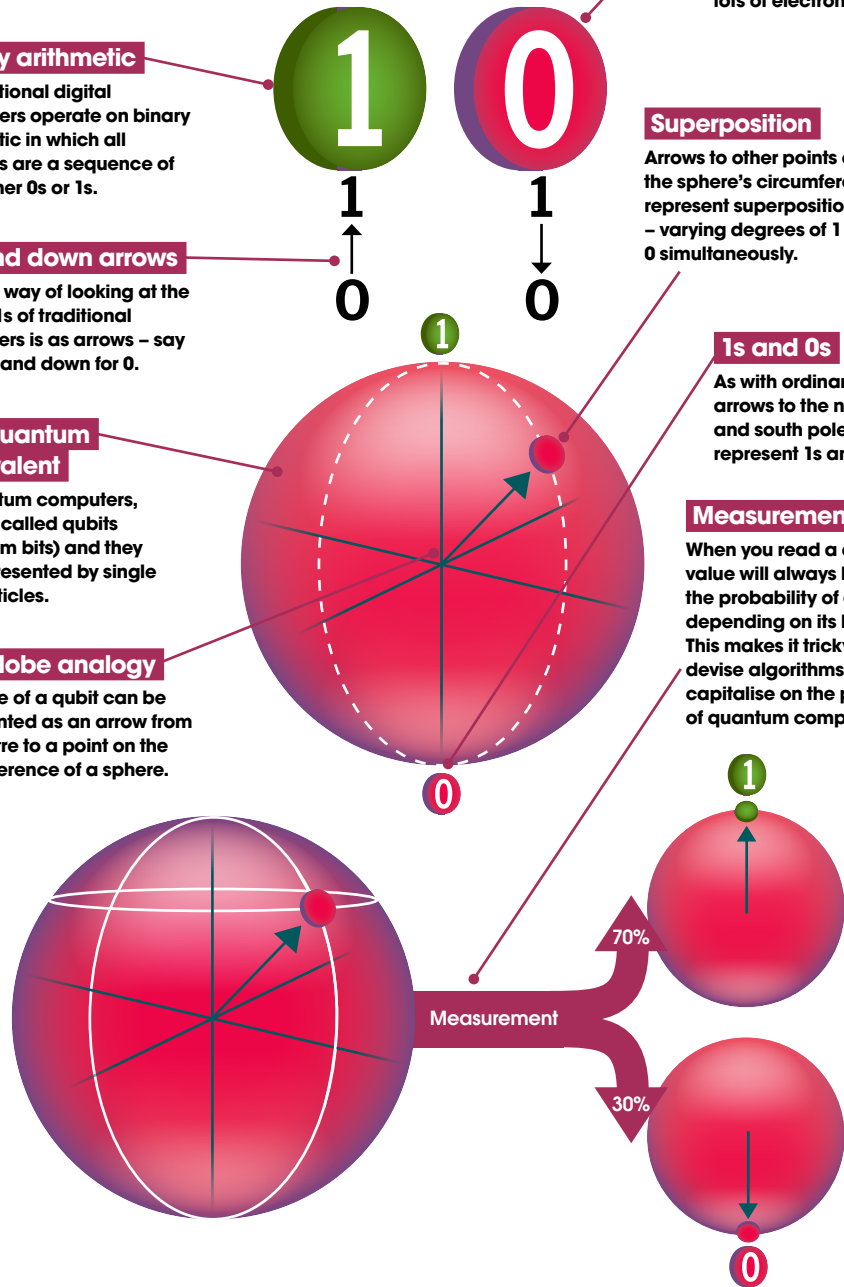 lots of electron
y arithmetic
tional digital
ers operate on binary
tic in which all
s are a sequence of
her 0s or 1s.
1
0
1
0
1
0
nd down arrows
way of looking at the
1s of traditional
ers is as arrows – say
and down for 0.
Superposition
Arrows to other points
the sphere's circumfere
represent superpositio
– varying degrees of 1
0 simultaneously.
1
0
uantum
alent
tum computers,
called qubits
m bits) and they
resented by single
ticles.
lobe analogy
e of a qubit can be
nted as an arrow from
tre to a point on the
ference of a sphere.
1s and 0s
As with ordinar
arrows to the n
and south pole
represent 1s an
Measuremen
When you read a
value will always
the probability of
depending on its
This makes it tricky
devise algorithms
capitalise on the p
of quantum comp
Measurement
70%
30%
1
0